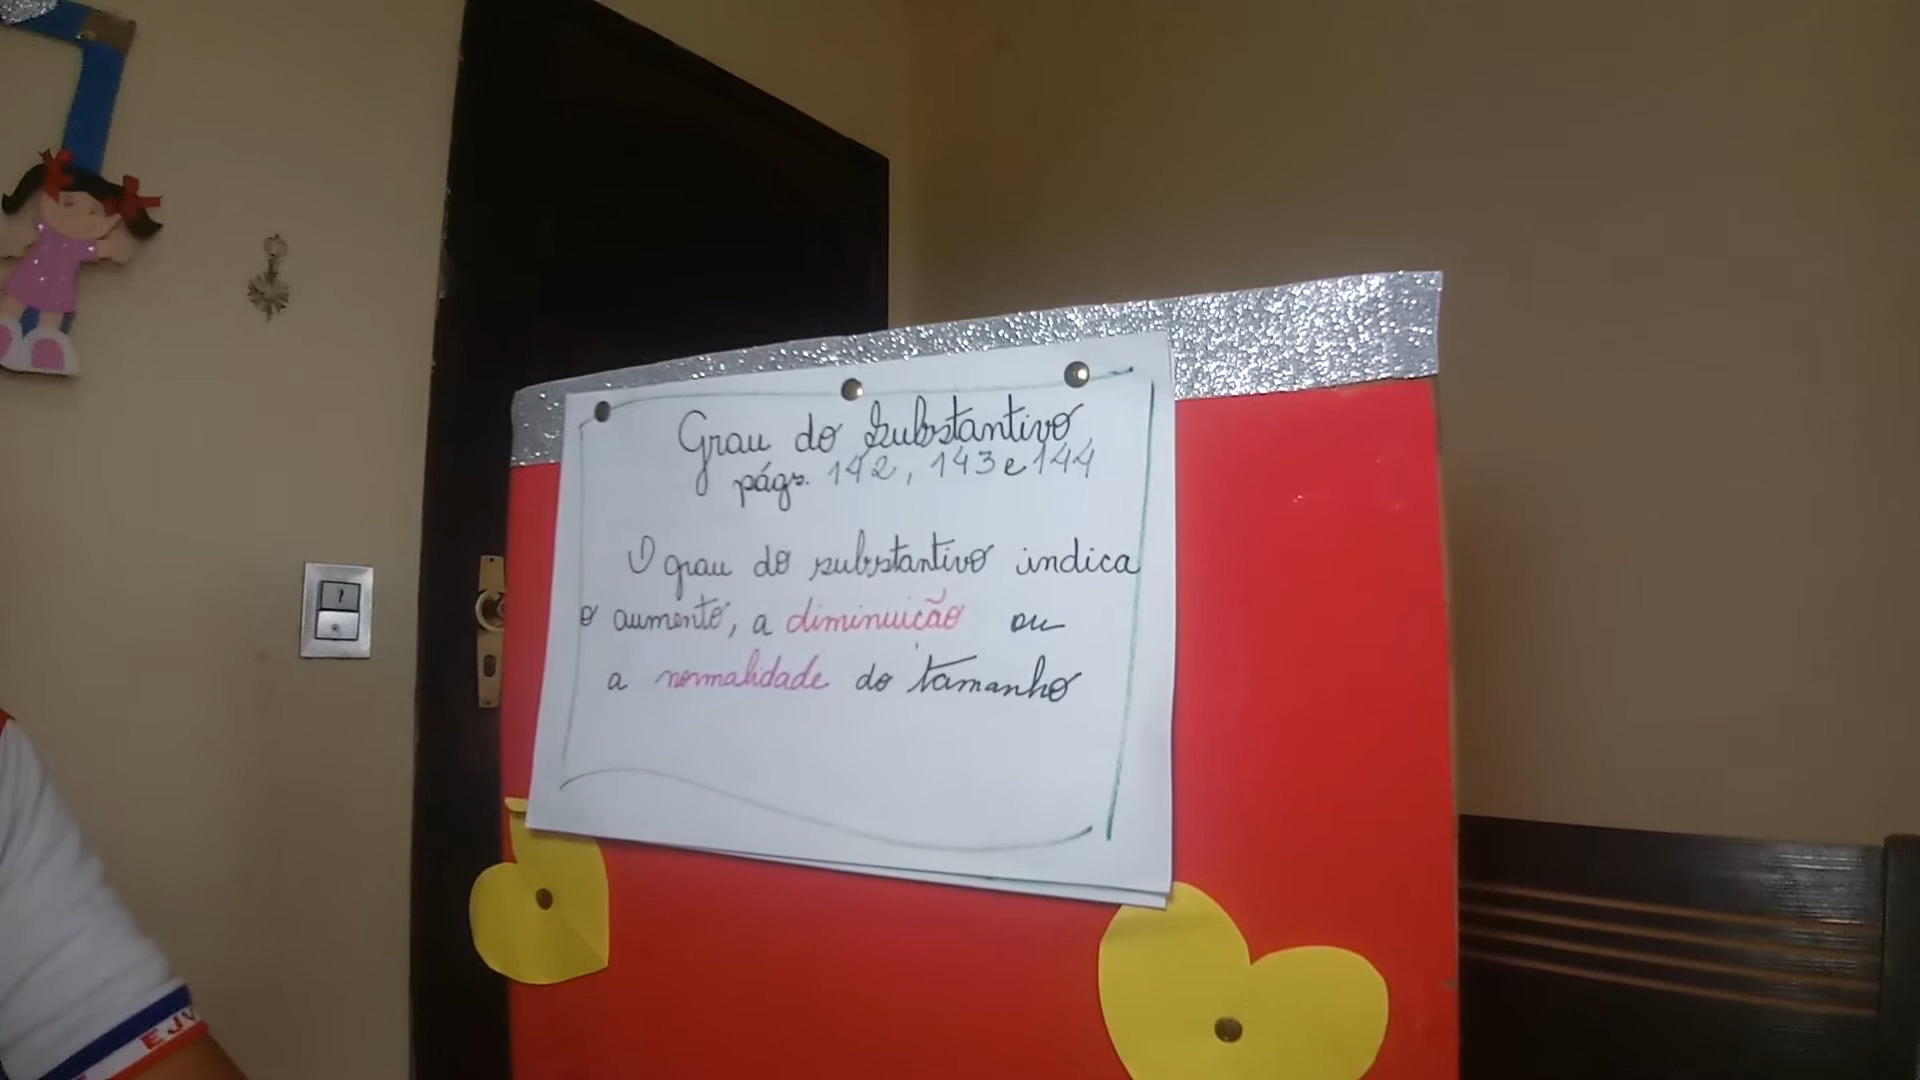 Grau do Substantivo
págs. 142, 143 e 144
O grau do substantivo indica
o aumento, a diminuição ou
a normalidade do tamanho